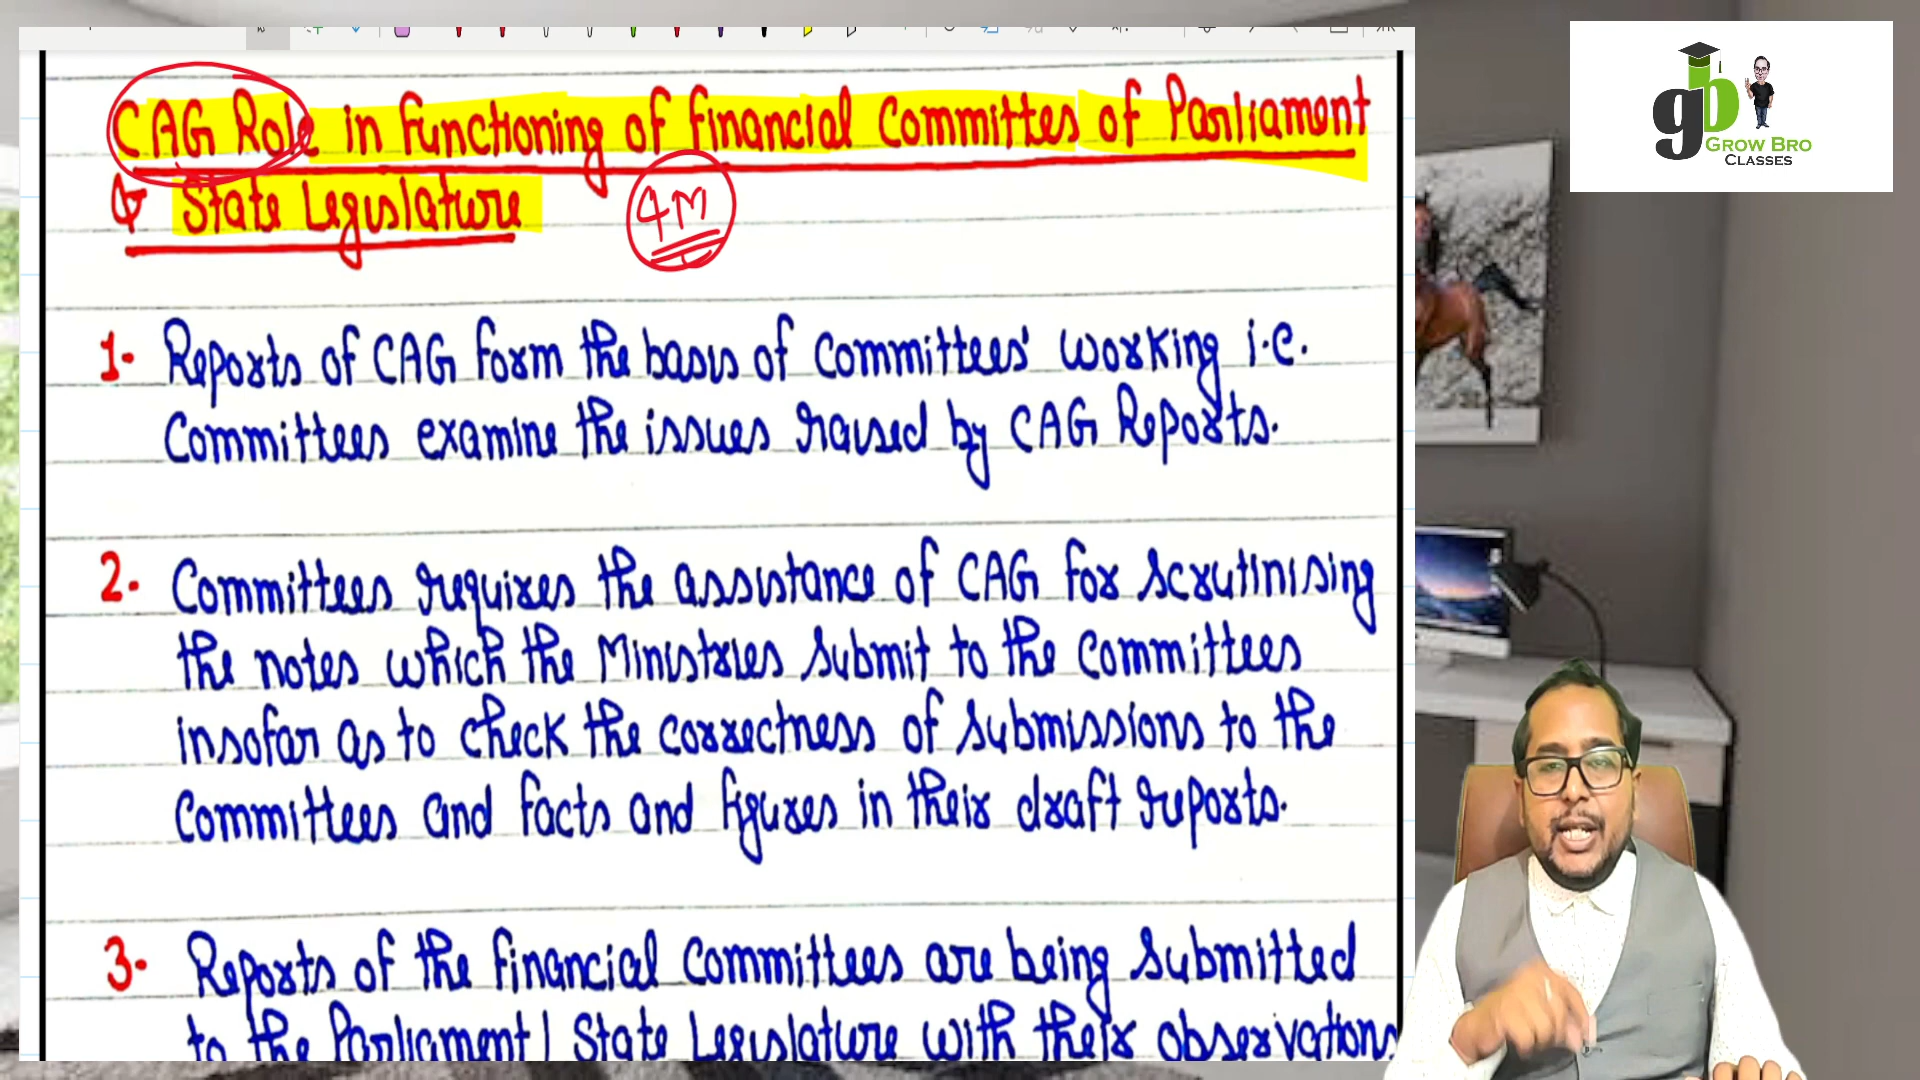 CAG Role in Functioning of Financial Committes of Parliament
& State Legislature 4M
1- Reports of CAG form the basis of Committees' working i.e.
Committees examine the issues raised by CAG Reports.
2- Committees requires the assistance of CAG for scrutinising
the notes which the Ministries submit to the Committees
insofar as to check the correctness of submissions to the
Committees and facts and figures in their draft reports.
3- Reports of the Financial Committees are being submitted
to the Parliament / State Legislature with their observations
gb
GROW BRO
CLASSES